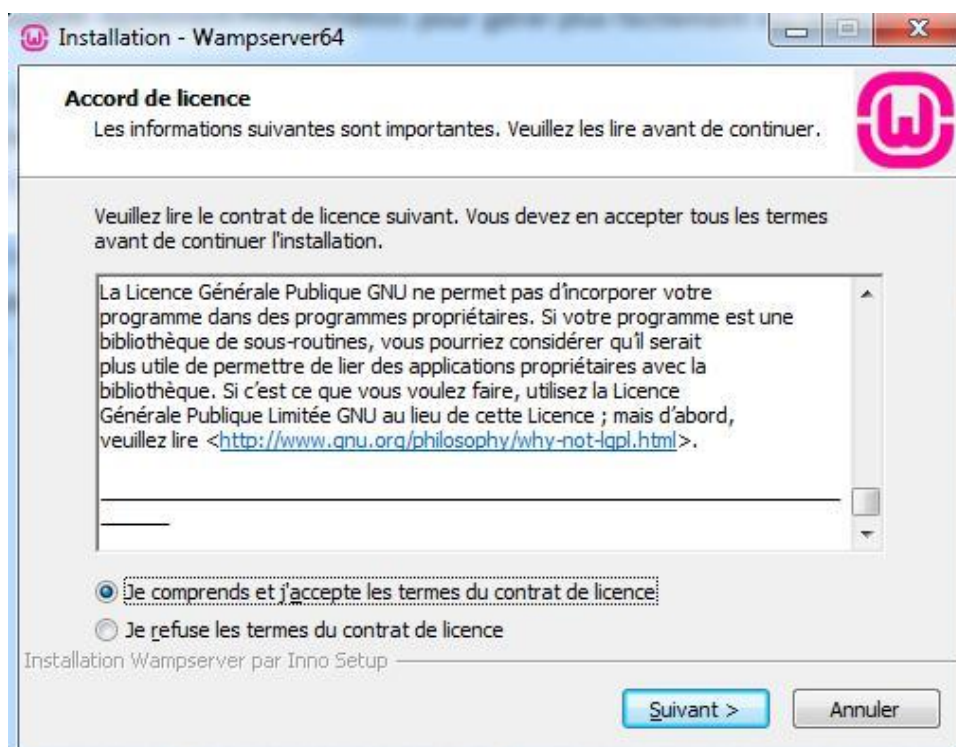 Installation - Wampserver64
Accord de licence
Les informations suivantes sont importantes. Veuillez les lire avant de continuer.
Veuillez lire le contrat de licence suivant. Vous devez en accepter tous les termes
avant de continuer l'installation.
La Licence Générale Publique GNU ne permet pas d'incorporer votre
programme dans des programmes propriétaires. Si votre programme est une
bibliothèque de sous-routines, vous pourriez considérer qu'il serait
plus utile de permettre de lier des applications propriétaires avec la
bibliothèque. Si c'est ce que vous voulez faire, utilisez la Licence
Générale Publique Limitée GNU au lieu de cette Licence ; mais d'abord,
veuillez lire <http://www.gnu.org/philosophy/why-not-lgpl.html>.
Je comprends et j'accepte les termes du contrat de licence
Je refuse les termes du contrat de licence
Installation Wampserver par Inno Setup
Suivant >
Annuler